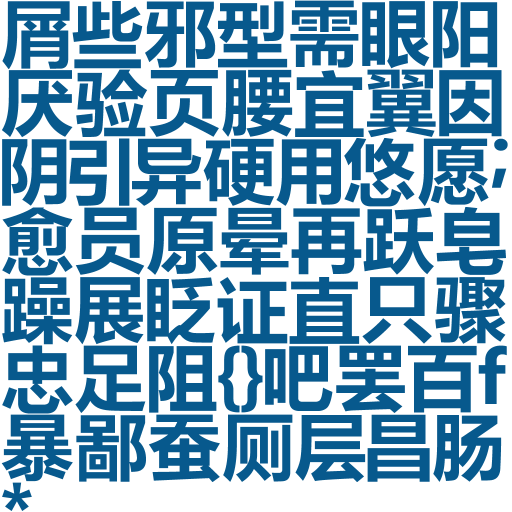 屑些邪型需眼阳
厌验页腰宜翼因
阴引异硬用悠愿;
愈员原晕再跃皂
躁展眨证直只骤
忠足阻{}吧罢百f
暴鄙蚕厕层昌肠
*